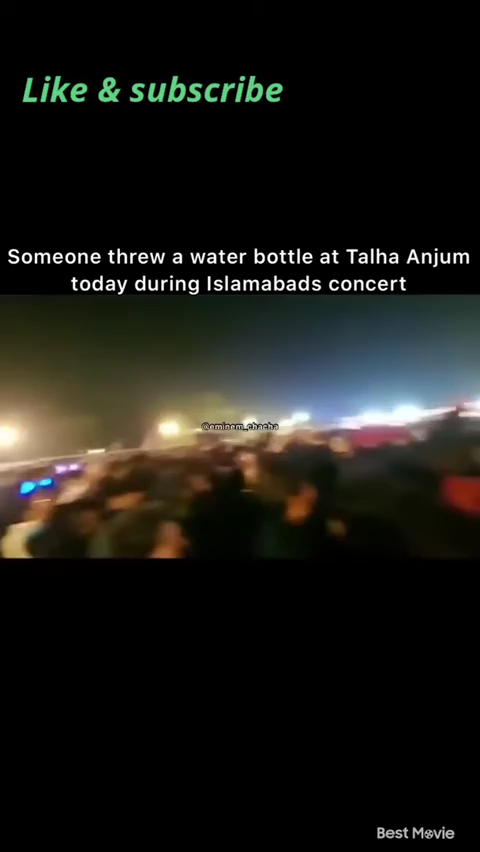 Like & subscribe
Someone threw a water bottle at Talha Anjum
today during Islamabads concert
@eminem_chacha
Best Movie